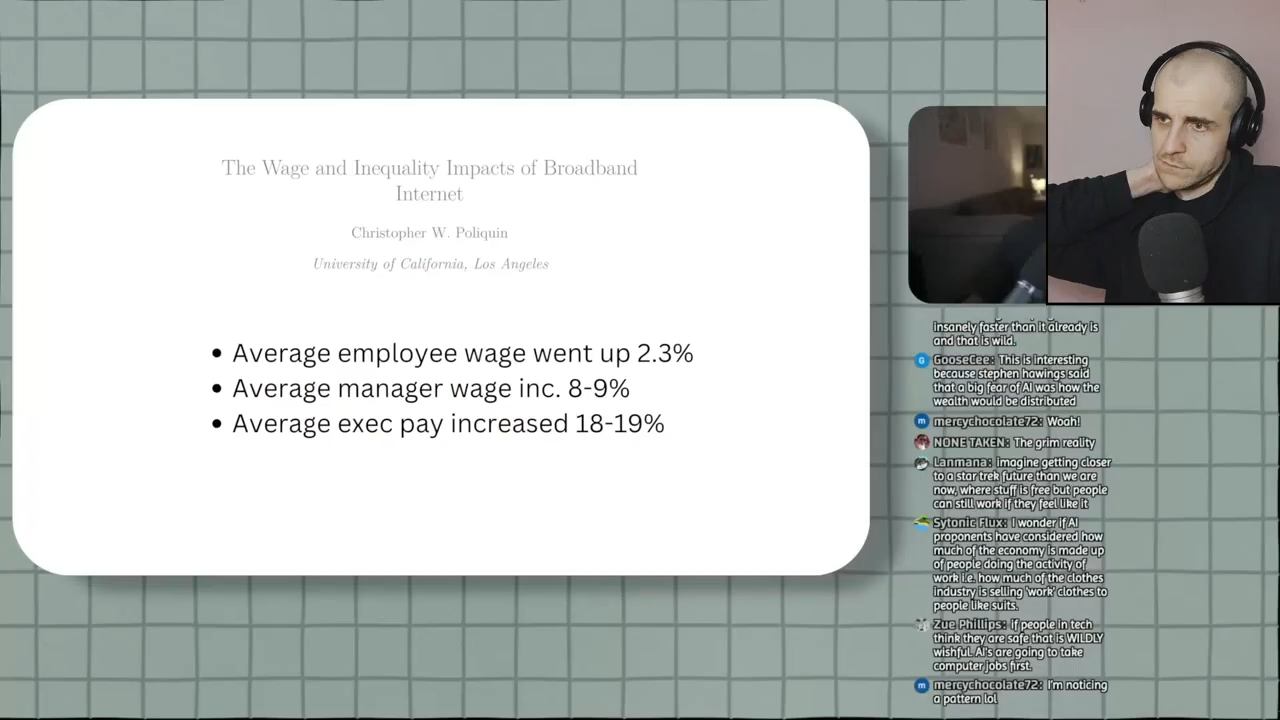 The Wage and Inequality Impacts of Broadband
Internet
Christopher W. Poliquin
University of California, Los Angeles
• Average employee wage went up 2.3%
• Average manager wage inc. 8-9%
• Average exec pay increased 18-19%
insanely faster than it already is
and that is wild.
G GooseCee: This is interesting
because stephen hawings said
that a big fear of AI was how the
wealth would be distributed
m mercychocolate72: Woah!
NONE TAKEN: The grim reality
Lanmana: imagine getting closer
to a star trek future than we are
now, where stuff is free but people
can still work if they feel like it
Sytonic Flux: I wonder if AI
proponents have considered how
much of the economy is made up
of people doing the activity of
work i.e. how much of the clothes
industry is selling 'work' clothes to
people like suits.
Zue Phillips: if people in tech
think they are safe that is WILDLY
wishful. AI's are going to take
computer jobs first.
m mercychocolate72: I'm noticing
a pattern lol